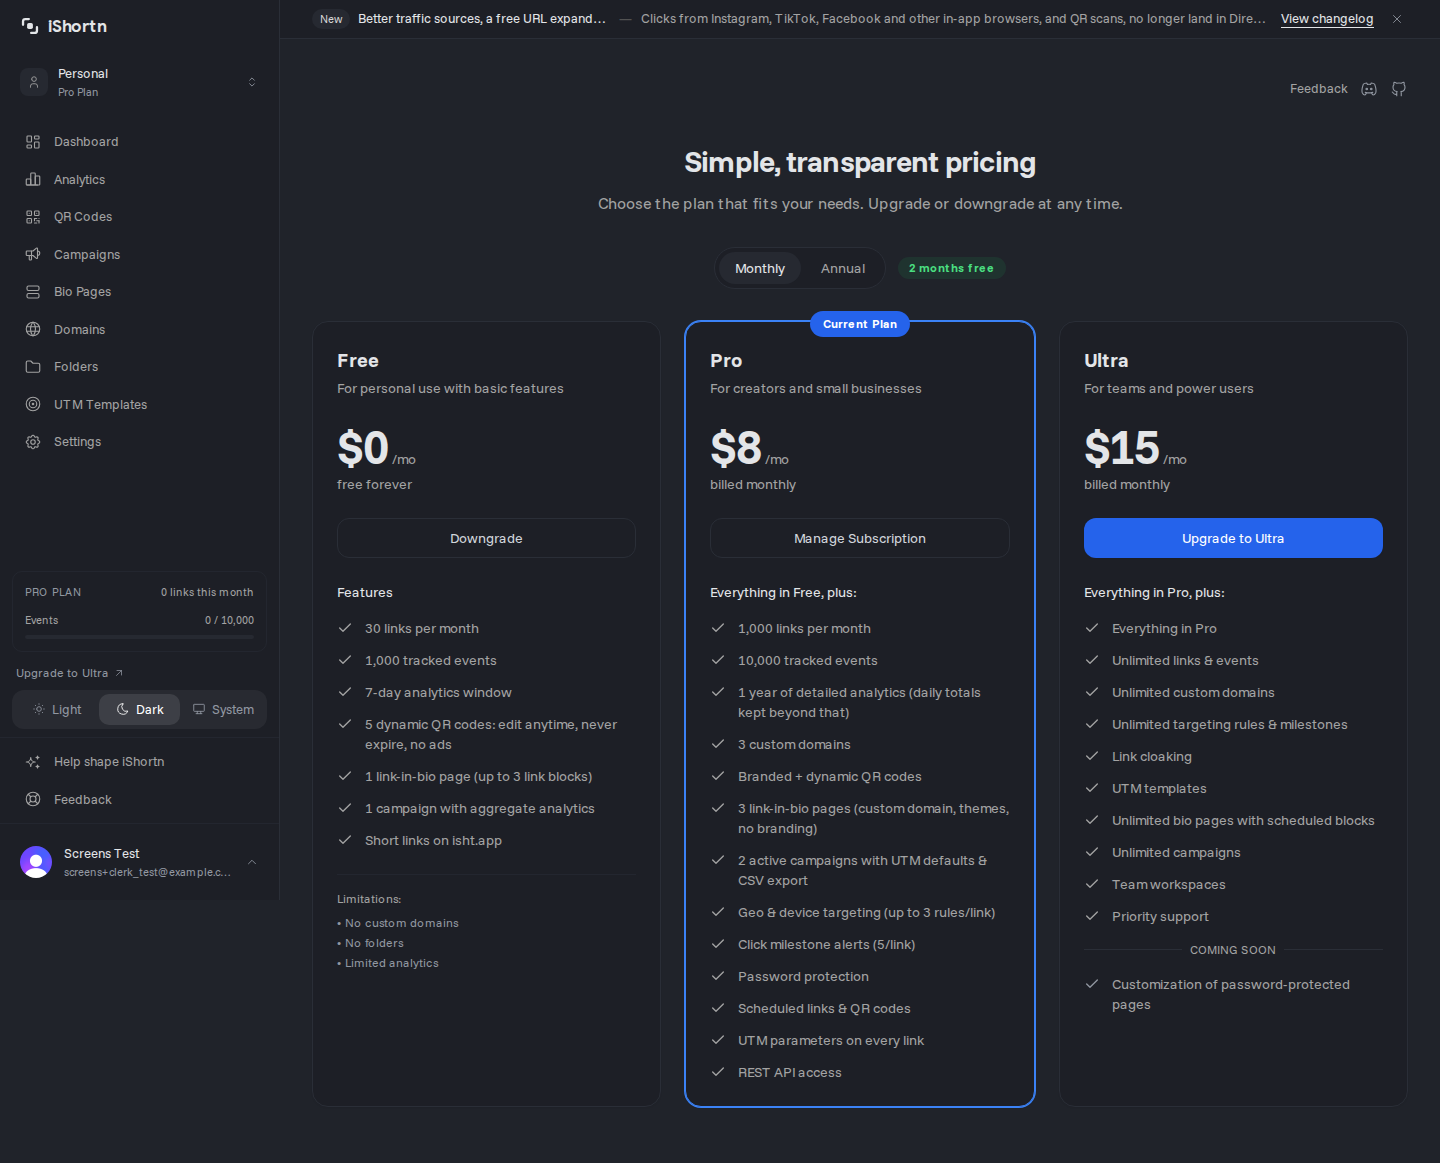 iShortn
Personal
Pro Plan
Dashboard
Analytics
QR Codes
Campaigns
Bio Pages
Domains
Folders
UTM Templates
Settings
PRO PLAN 0 links this month
Events 0 / 10,000
Upgrade to Ultra
Light Dark System
Help shape iShortn
Feedback
Screens Test
screens+clerk_test@example.c...
New Better traffic sources, a free URL expand... — Clicks from Instagram, TikTok, Facebook and other in-app browsers, and QR scans, no longer land in Dire... View changelog
Feedback
Simple, transparent pricing
Choose the plan that fits your needs. Upgrade or downgrade at any time.
Monthly Annual 2 months free
Free
For personal use with basic features
$0 /mo
free forever
Downgrade
Features
30 links per month
1,000 tracked events
7-day analytics window
5 dynamic QR codes: edit anytime, never
expire, no ads
1 link-in-bio page (up to 3 link blocks)
1 campaign with aggregate analytics
Short links on isht.app
Limitations:
• No custom domains
• No folders
• Limited analytics
Current Plan
Pro
For creators and small businesses
$8 /mo
billed monthly
Manage Subscription
Everything in Free, plus:
1,000 links per month
10,000 tracked events
1 year of detailed analytics (daily totals
kept beyond that)
3 custom domains
Branded + dynamic QR codes
3 link-in-bio pages (custom domain, themes,
no branding)
2 active campaigns with UTM defaults &
CSV export
Geo & device targeting (up to 3 rules/link)
Click milestone alerts (5/link)
Password protection
Scheduled links & QR codes
UTM parameters on every link
REST API access
Ultra
For teams and power users
$15 /mo
billed monthly
Upgrade to Ultra
Everything in Pro, plus:
Everything in Pro
Unlimited links & events
Unlimited custom domains
Unlimited targeting rules & milestones
Link cloaking
UTM templates
Unlimited bio pages with scheduled blocks
Unlimited campaigns
Team workspaces
Priority support
COMING SOON
Customization of password-protected
pages